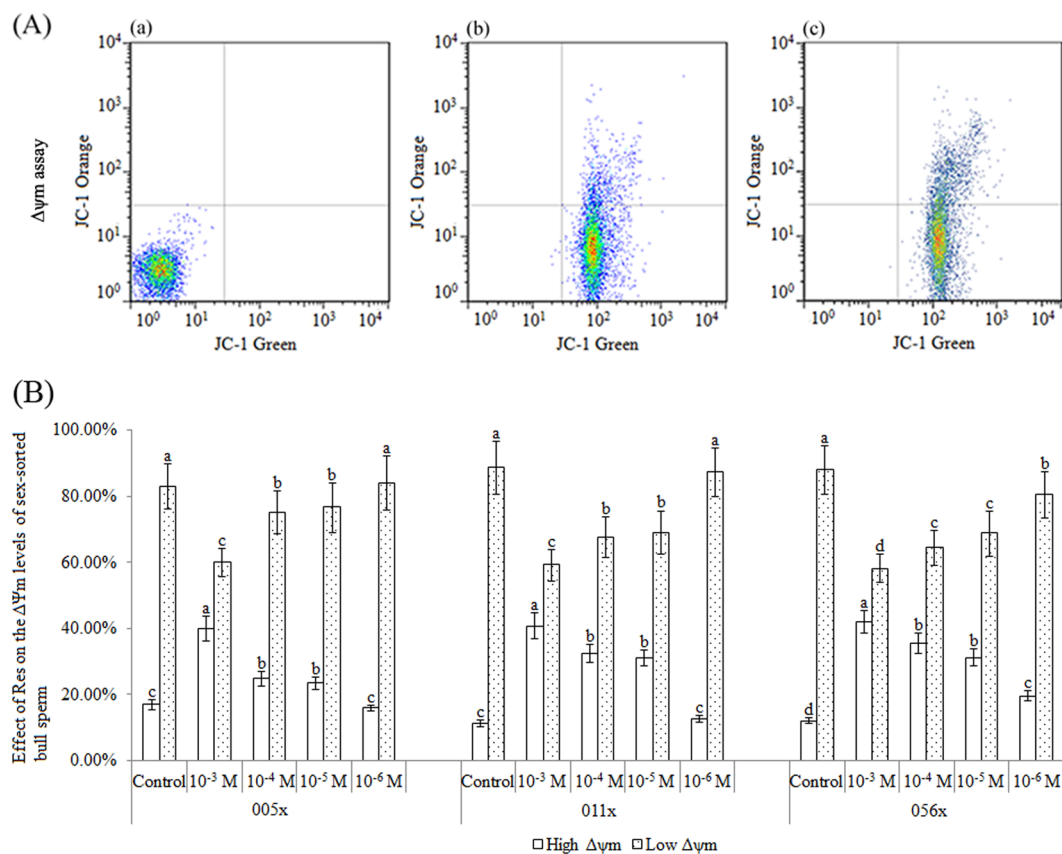 (A)
(a)
(b)
(c)
Δψm assay
10⁴
10³
10²
10¹
10⁰
JC-1 Orange
10⁰ 10¹ 10² 10³ 10⁴
JC-1 Green
10⁴
10³
10²
10¹
10⁰
JC-1 Orange
10⁰ 10¹ 10² 10³ 10⁴
JC-1 Green
10⁴
10³
10²
10¹
10⁰
JC-1 Orange
10⁰ 10¹ 10² 10³ 10⁴
JC-1 Green
(B)
Effect of Res on the ΔΨm levels of sex-sorted
bull sperm
100.00%
80.00%
60.00%
40.00%
20.00%
0.00%
c a a c b b b b c a
c a a c b b b b c a
d a a d b c b c c b
Control 10⁻³ M 10⁻⁴ M 10⁻⁵ M 10⁻⁶ M
Control 10⁻³ M 10⁻⁴ M 10⁻⁵ M 10⁻⁶ M
Control 10⁻³ M 10⁻⁴ M 10⁻⁵ M 10⁻⁶ M
005x 011x 056x
High Δψm Low Δψm